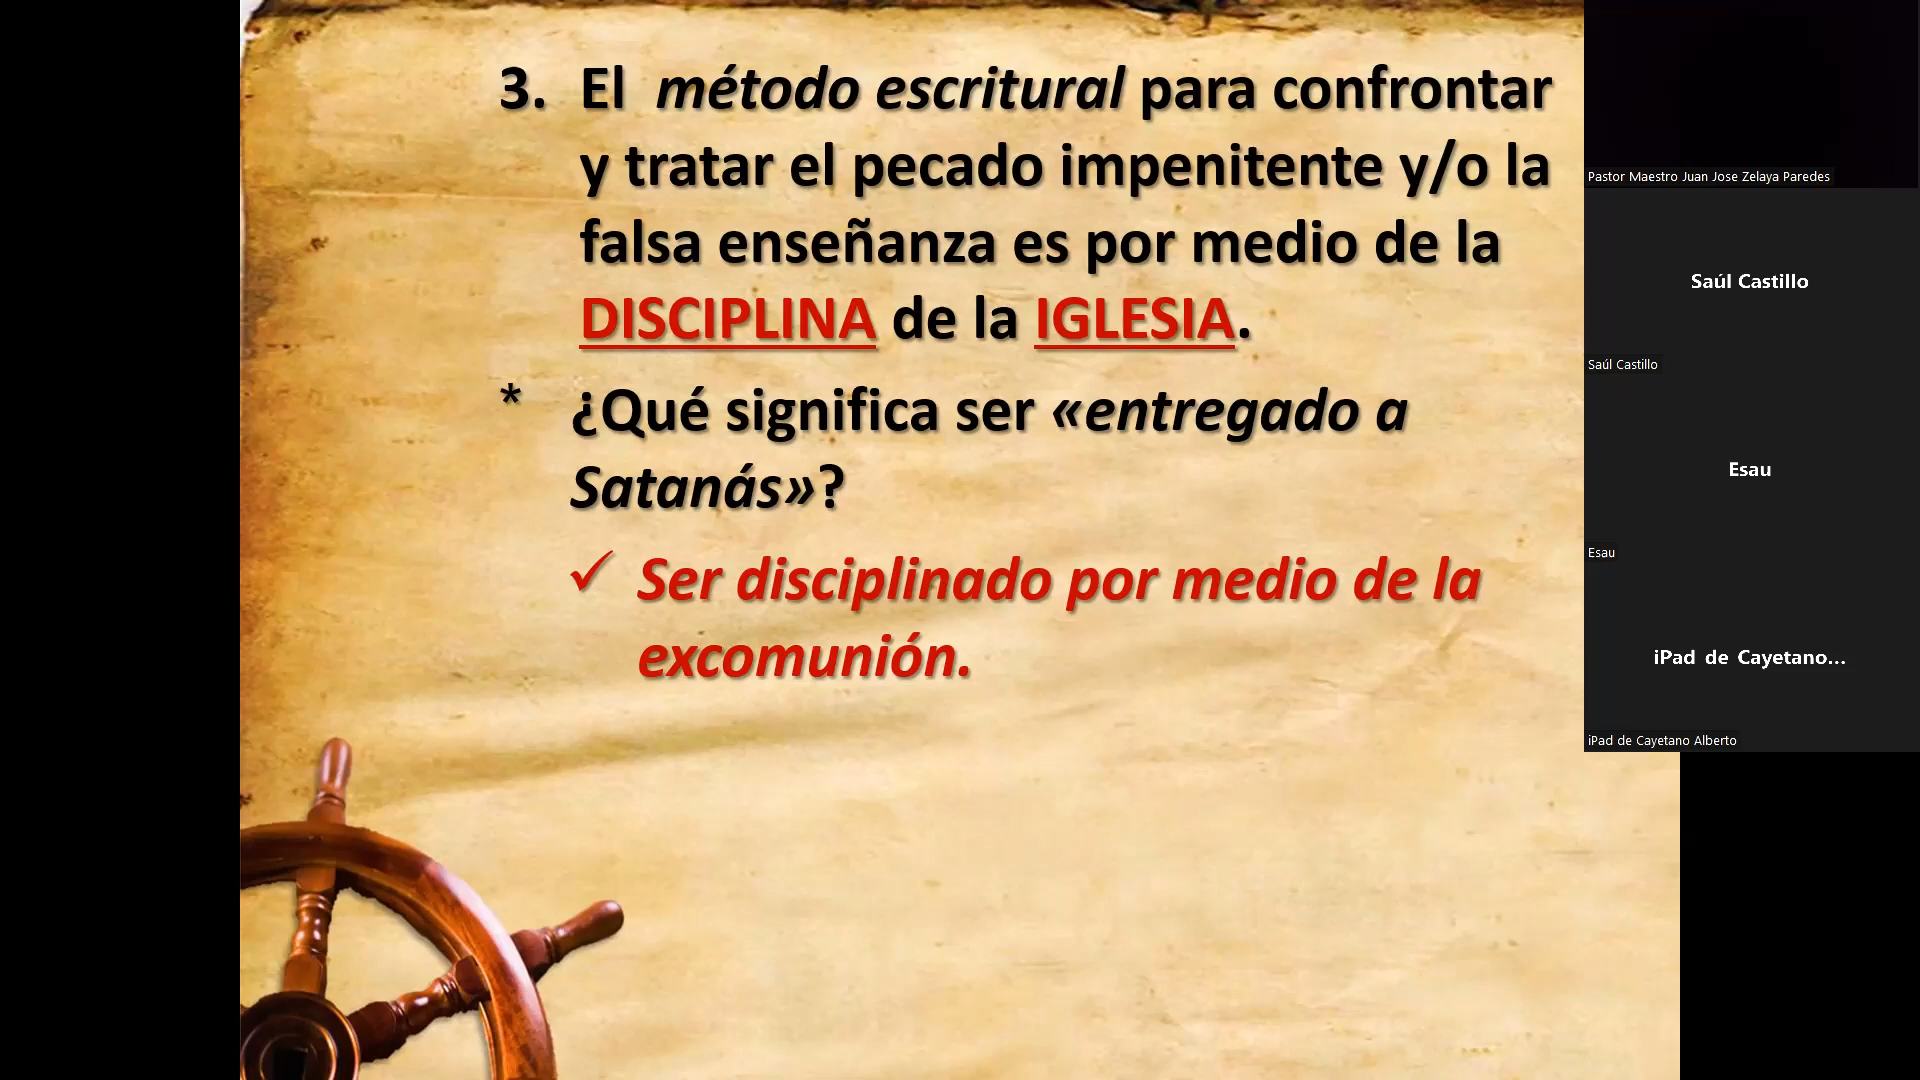 3. El método escritural para confrontar
y tratar el pecado impenitente y/o la
falsa enseñanza es por medio de la
DISCIPLINA de la IGLESIA.
* ¿Qué significa ser «entregado a
Satanás»?
✓ Ser disciplinado por medio de la
excomunión.
Pastor Maestro Juan Jose Zelaya Paredes
Saúl Castillo
Saúl Castillo
Esau
Esau
iPad de Cayetano...
iPad de Cayetano Alberto